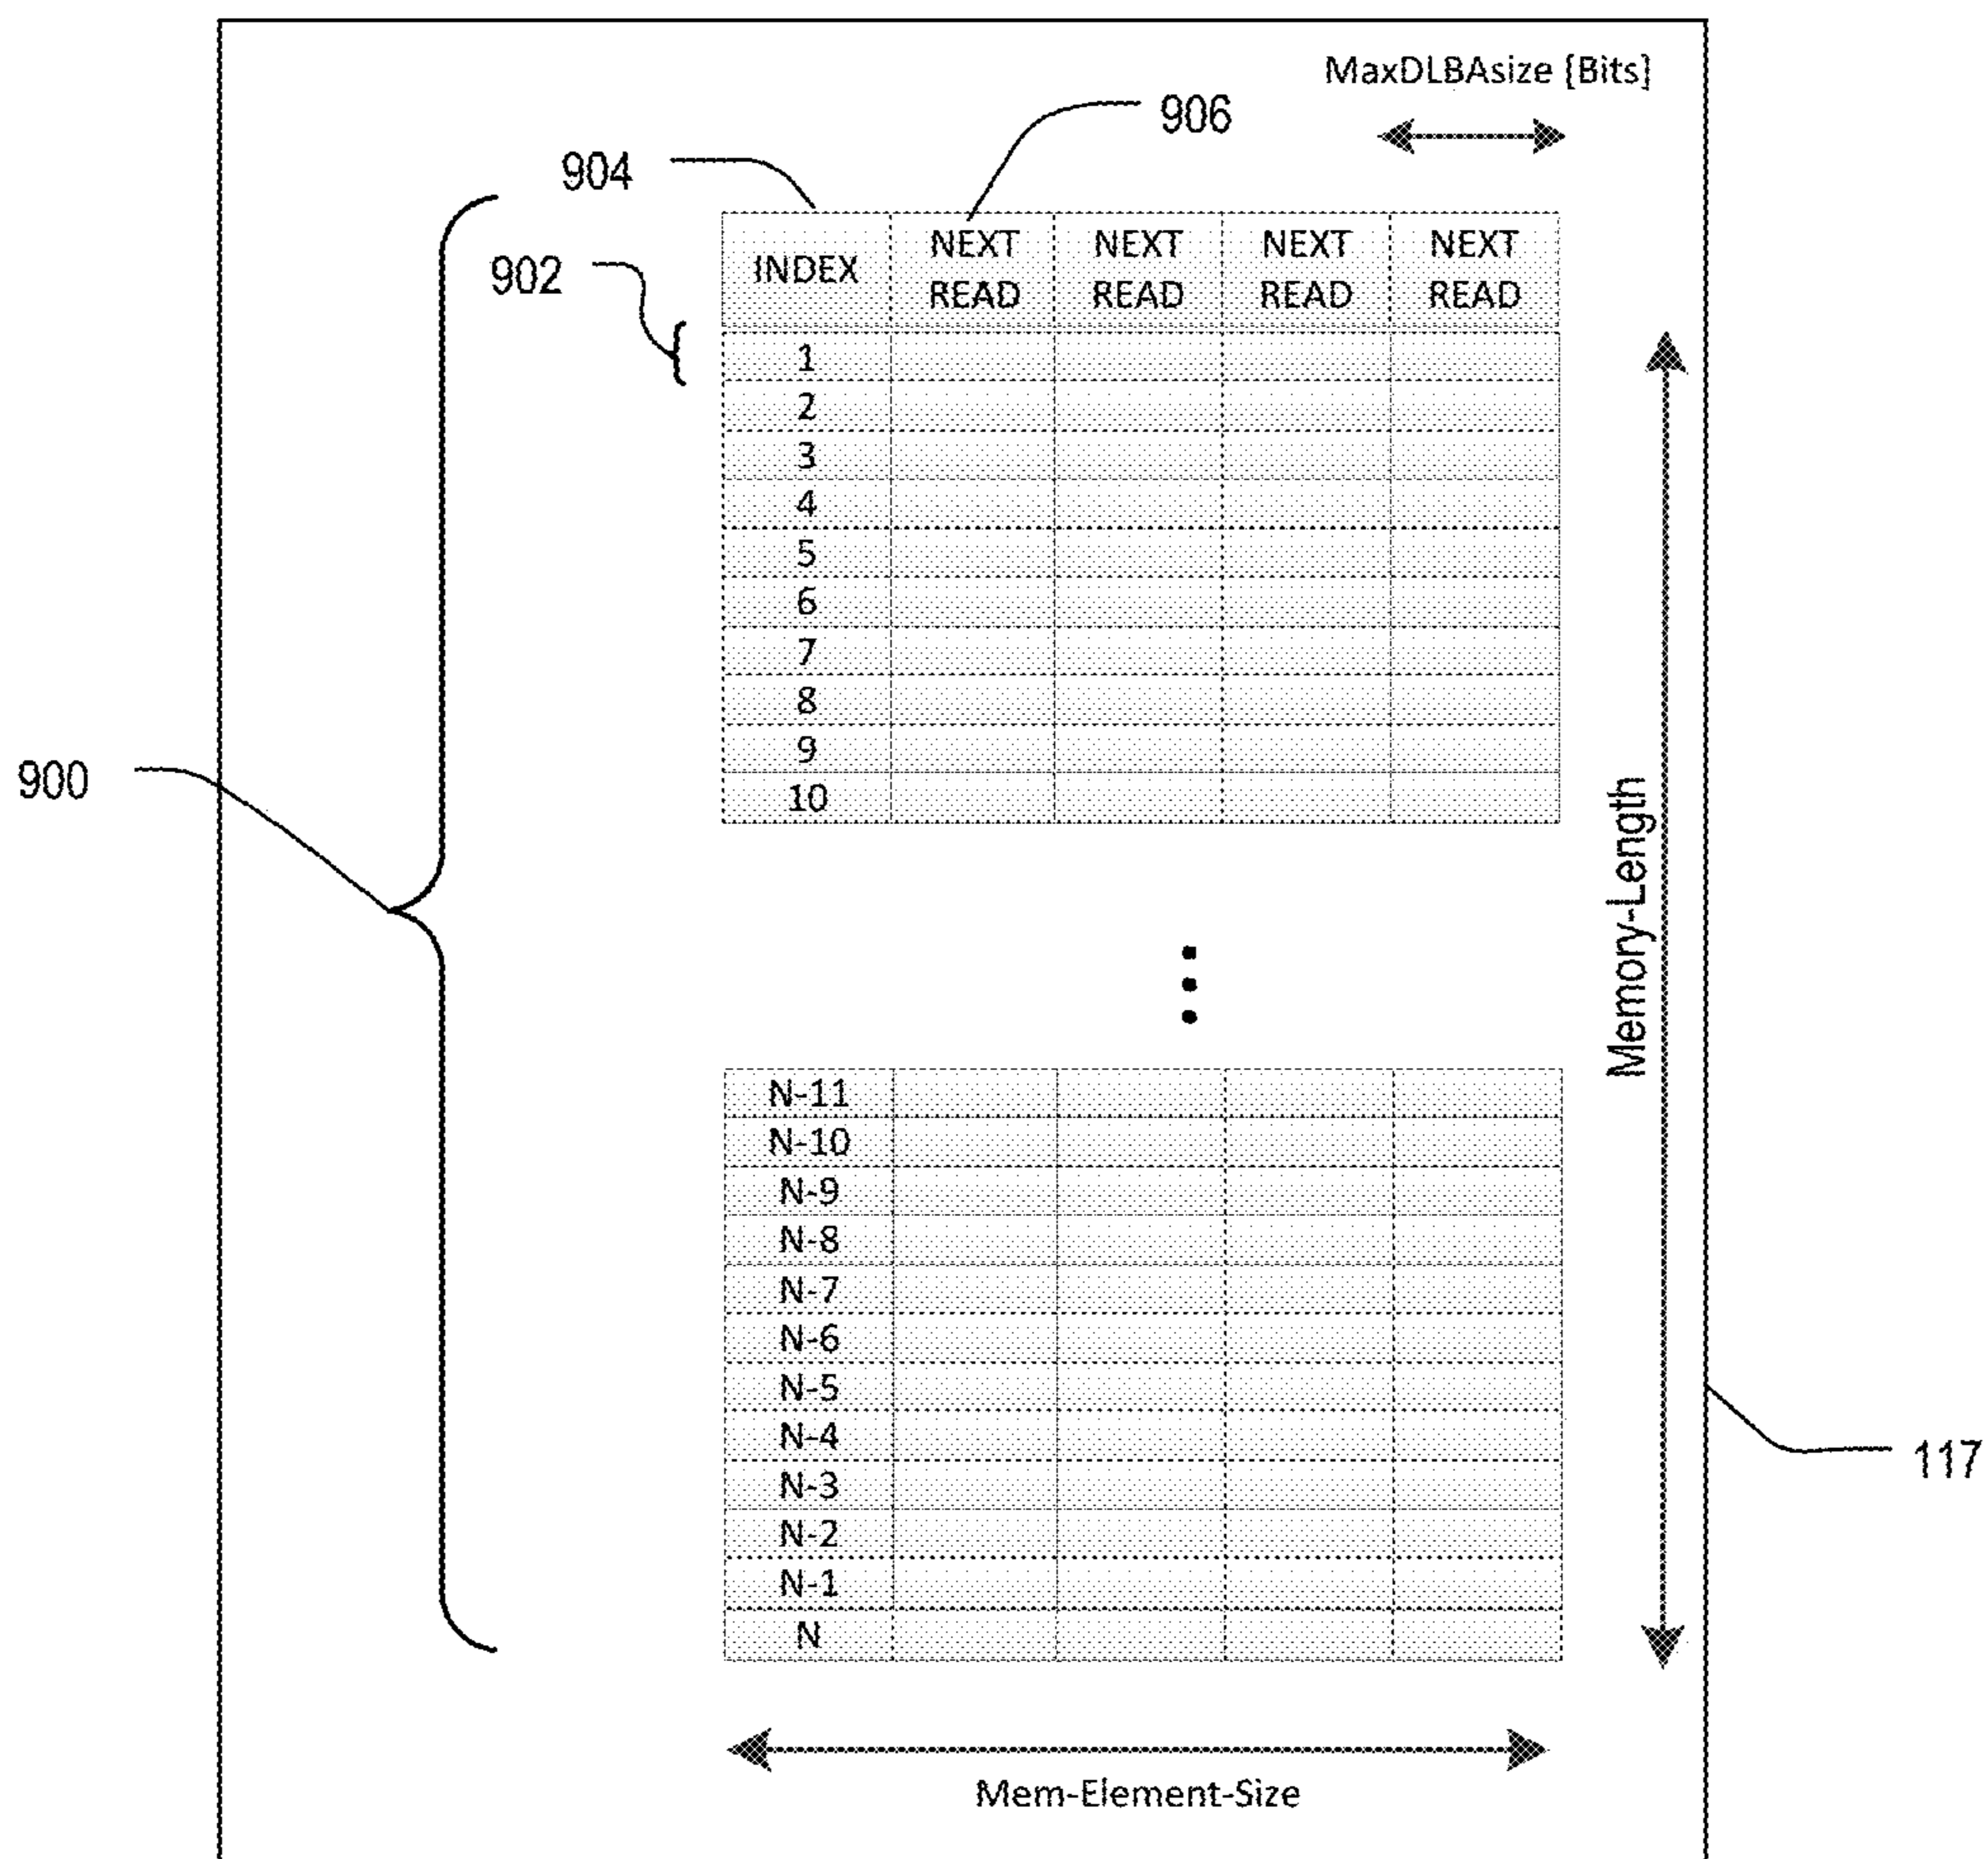 MaxDLBAsize [Bits]
906
904
902
INDEX NEXT READ NEXT READ NEXT READ NEXT READ
1
2
3
4
5
6
7
8
9
10
900
Memory-Length
N-11
N-10
N-9
N-8
N-7
N-6
N-5
N-4
N-3
N-2
N-1
N
117
Mem-Element-Size